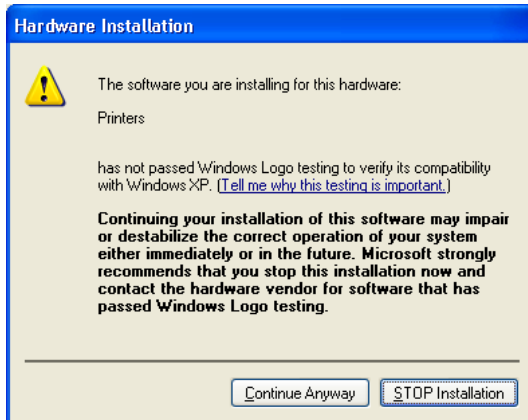 Hardware Installation
The software you are installing for this hardware:
Printers
has not passed Windows Logo testing to verify its compatibility
with Windows XP. (Tell me why this testing is important.)
Continuing your installation of this software may impair
or destabilize the correct operation of your system
either immediately or in the future. Microsoft strongly
recommends that you stop this installation now and
contact the hardware vendor for software that has
passed Windows Logo testing.
Continue Anyway
STOP Installation